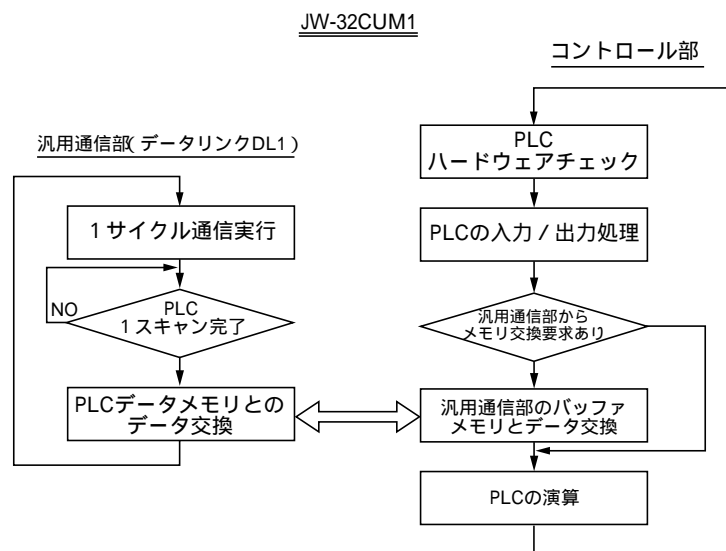 JW-32CUM1
コントロール部
汎用通信部(データリンクDL1)
1サイクル通信実行
NO
PLC
1スキャン完了
PLCデータメモリとの
データ交換
PLC
ハードウェアチェック
PLCの入力/出力処理
汎用通信部から
メモリ交換要求あり
汎用通信部のバッファ
メモリとデータ交換
PLCの演算